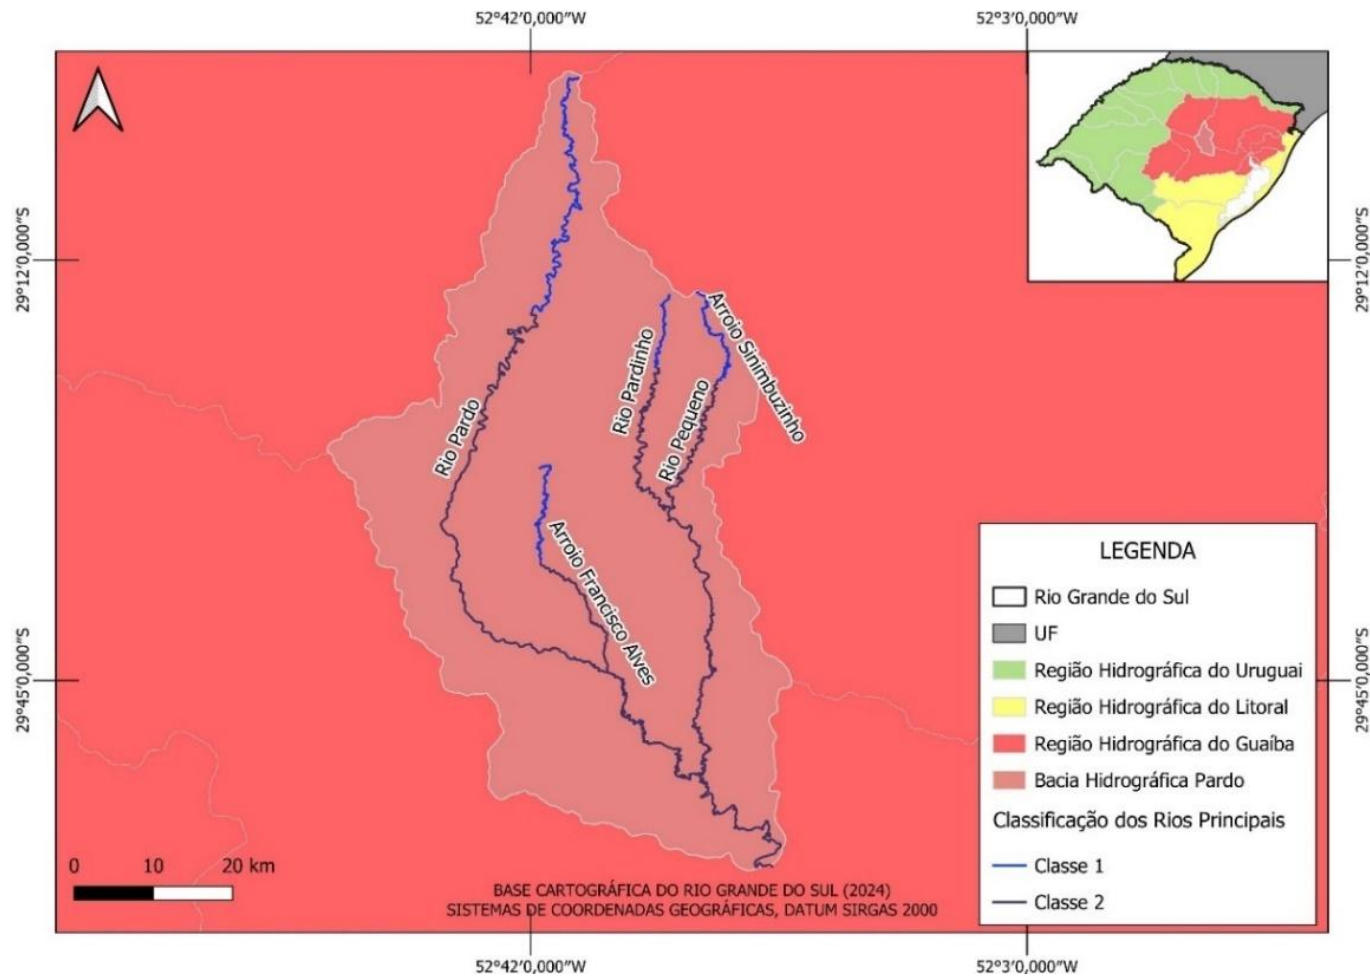 52°42'0,000"W
52°3'0,000"W
29°12'0,000"S
29°12'0,000"S
Arroio Sinimbuzinho
Rio Pardinho
Rio Pequeno
Rio Pardo
Arroio Francisco Alves
29°45'0,000"S
29°45'0,000"S
LEGENDA
Rio Grande do Sul
UF
Região Hidrográfica do Uruguai
Região Hidrográfica do Litoral
Região Hidrográfica do Guaíba
Bacia Hidrográfica Pardo
Classificação dos Rios Principais
Classe 1
Classe 2
0 10 20 km
BASE CARTOGRÁFICA DO RIO GRANDE DO SUL (2024)
SISTEMAS DE COORDENADAS GEOGRÁFICAS, DATUM SIRGAS 2000
52°42'0,000"W
52°3'0,000"W